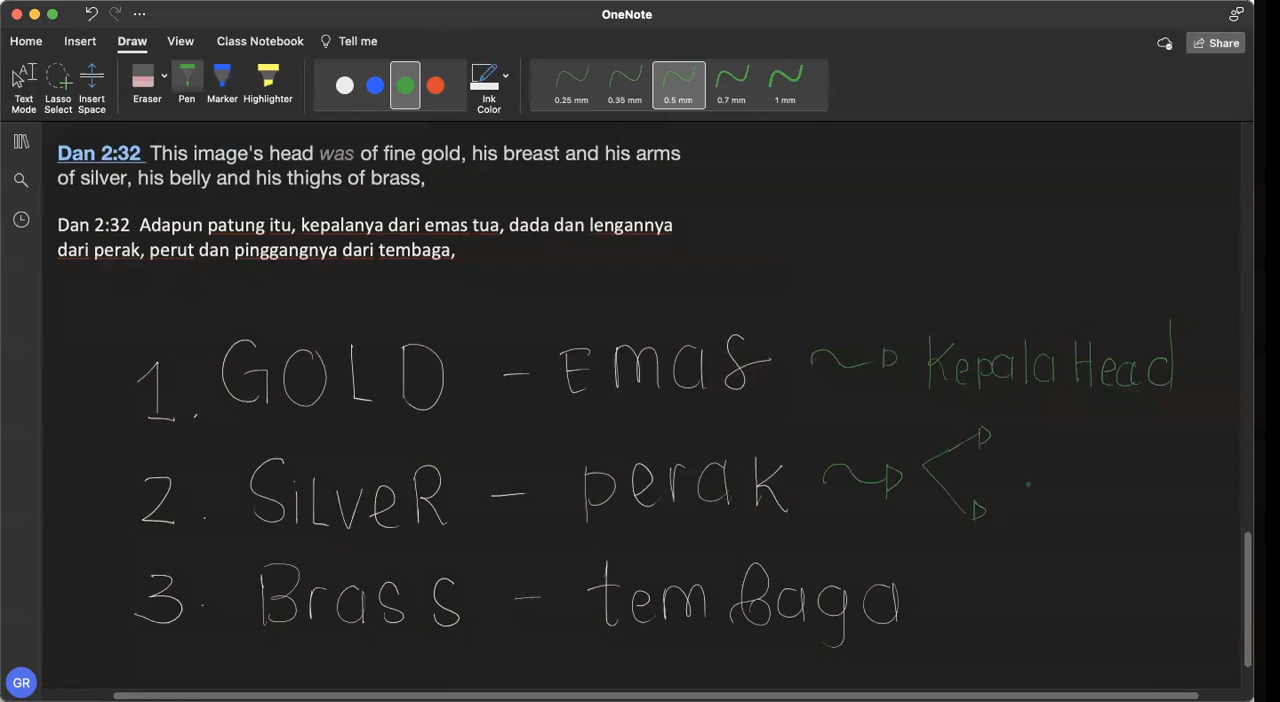 OneNote
Home Insert Draw View Class Notebook Tell me
Share
Text Mode
Lasso Select
Insert Space
Eraser
Pen
Marker
Highlighter
Ink Color
0.25 mm
0.35 mm
0.5 mm
0.7 mm
1 mm
Dan 2:32 This image's head was of fine gold, his breast and his arms
of silver, his belly and his thighs of brass,
Dan 2:32 Adapun patung itu, kepalanya dari emas tua, dada dan lengannya
dari perak, perut dan pinggangnya dari tembaga,
1. GOLD - EMAS Kepala Head
2. SiLveR - perak
3. Brass - tembaga
GR